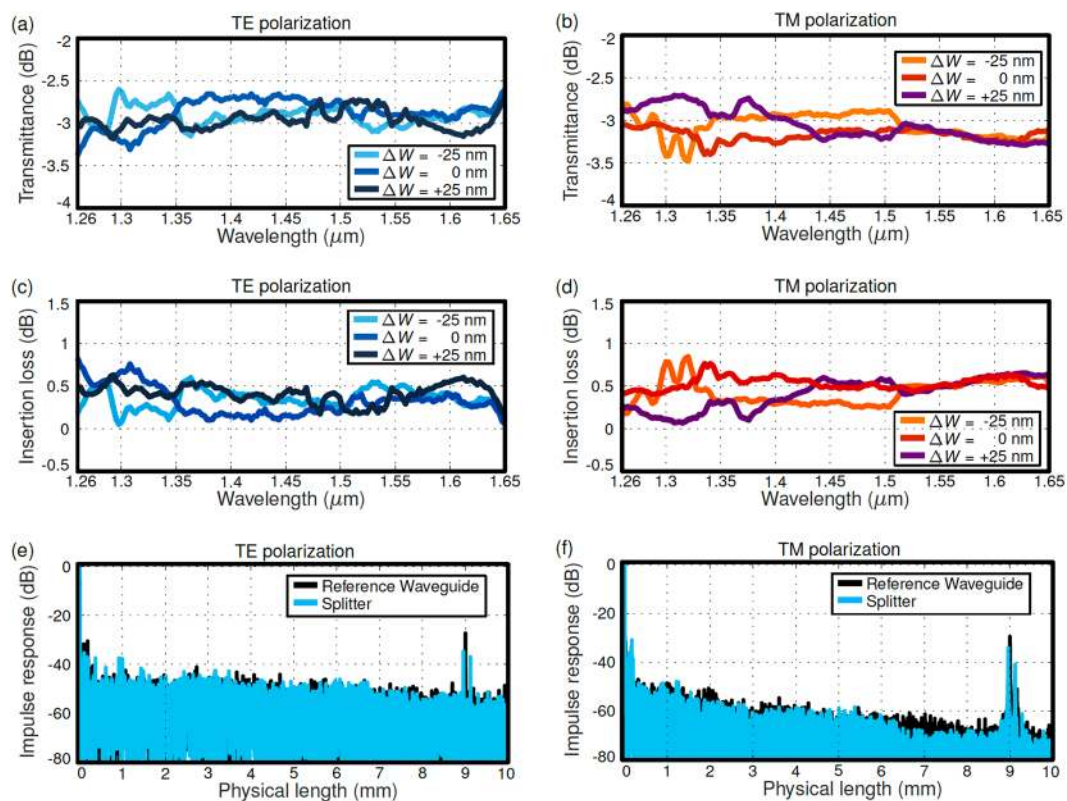 (a) TE polarization
Transmittance (dB)
-2
-2.5
-3
-3.5
-4
ΔW = -25 nm
ΔW = 0 nm
ΔW = +25 nm
1.26 1.3 1.35 1.4 1.45 1.5 1.55 1.6 1.65
Wavelength (μm)
(b) TM polarization
Transmittance (dB)
-2
-2.5
-3
-3.5
-4
ΔW = -25 nm
ΔW = 0 nm
ΔW = +25 nm
1.26 1.3 1.35 1.4 1.45 1.5 1.55 1.6 1.65
Wavelength (μm)
(c) TE polarization
Insertion loss (dB)
1.5
1
0.5
0
-0.5
ΔW = -25 nm
ΔW = 0 nm
ΔW = +25 nm
1.26 1.3 1.35 1.4 1.45 1.5 1.55 1.6 1.65
Wavelength (μm)
(d) TM polarization
Insertion loss (dB)
1.5
1
0.5
0
-0.5
ΔW = -25 nm
ΔW = 0 nm
ΔW = +25 nm
1.26 1.3 1.35 1.4 1.45 1.5 1.55 1.6 1.65
Wavelength (μm)
(e) TE polarization
Impulse response (dB)
0
-20
-40
-60
-80
Reference Waveguide
Splitter
0 1 2 3 4 5 6 7 8 9 10
Physical length (mm)
(f) TM polarization
Impulse response (dB)
0
-20
-40
-60
-80
Reference Waveguide
Splitter
0 1 2 3 4 5 6 7 8 9 10
Physical length (mm)